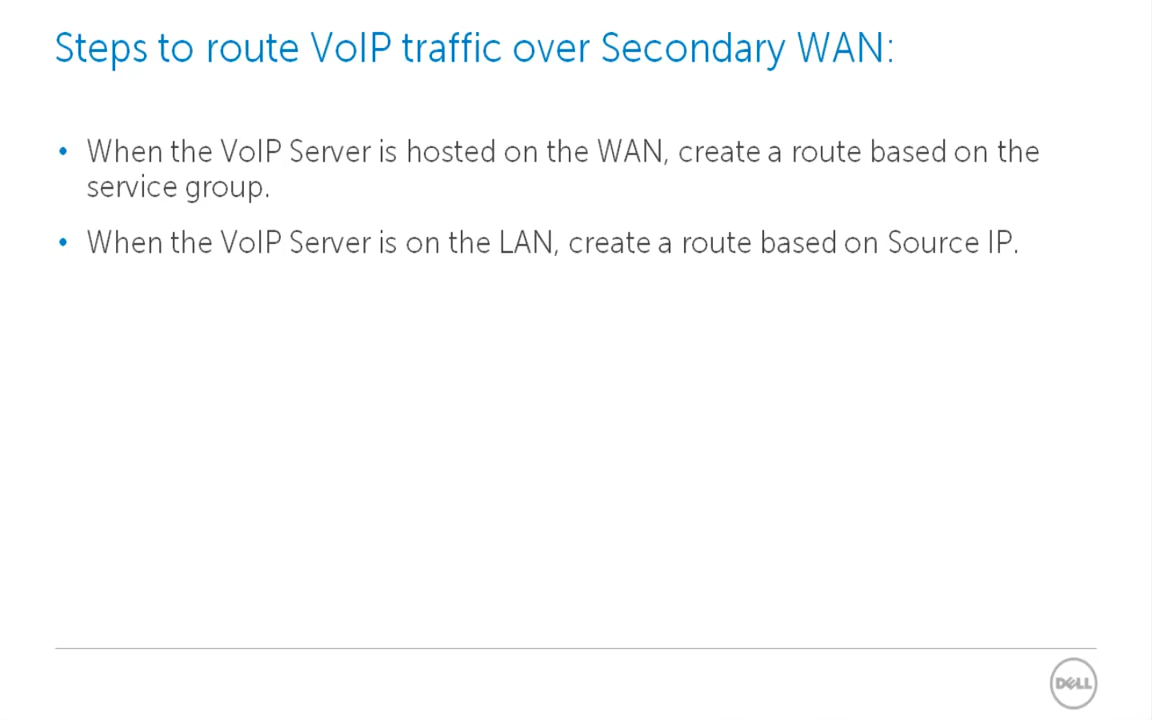 Steps to route VoIP traffic over Secondary WAN:
• When the VoIP Server is hosted on the WAN, create a route based on the
service group.
• When the VoIP Server is on the LAN, create a route based on Source IP.
DELL